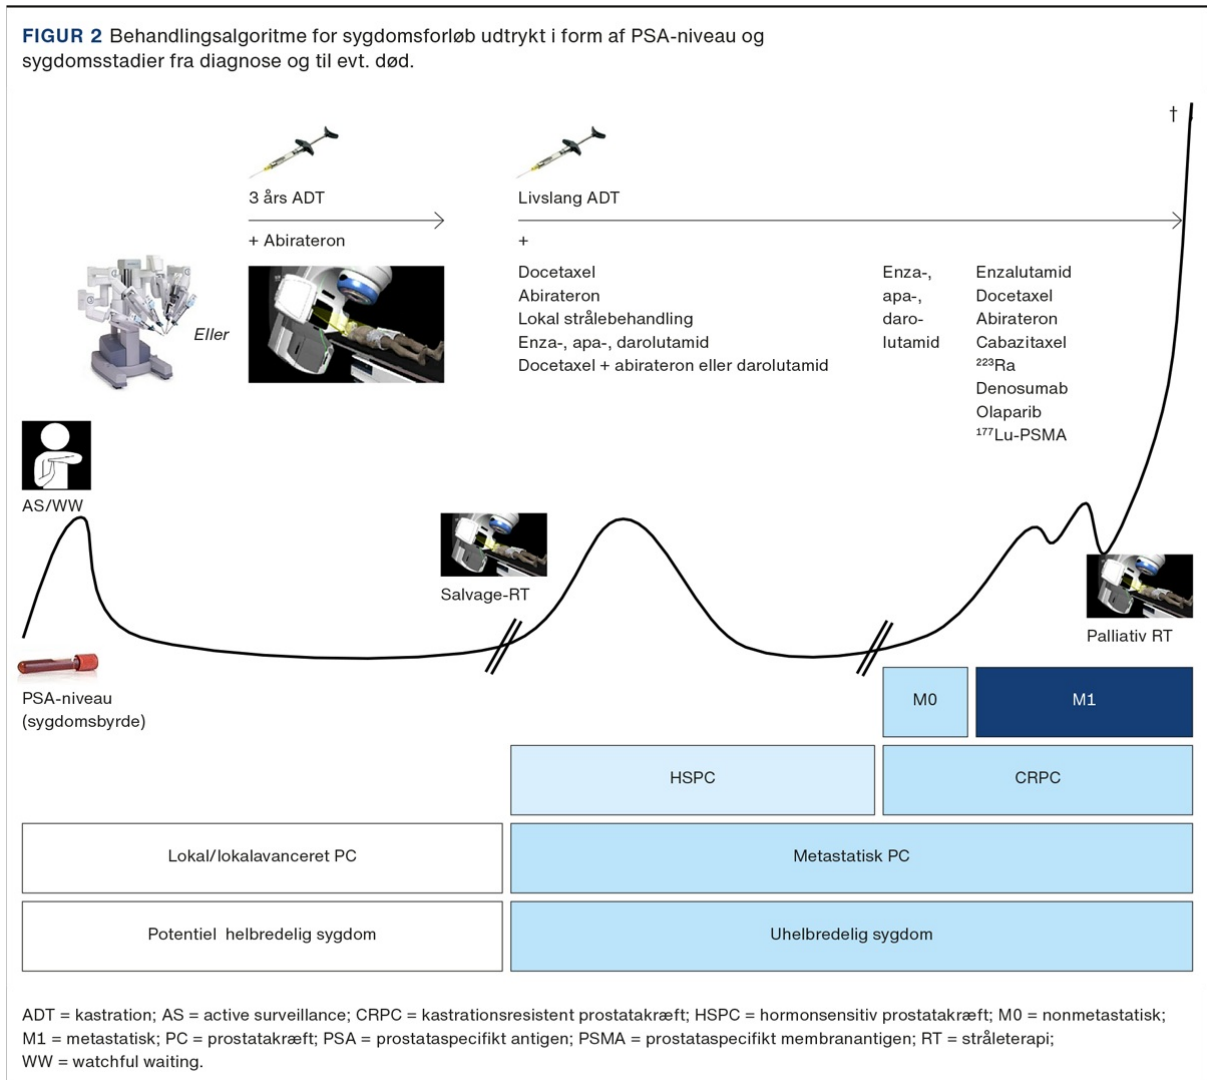 FIGUR 2 Behandlingsalgoritme for sygdomsforløb udtrykt i form af PSA-niveau og
sygdomsstadier fra diagnose og til evt. død.
†
3 års ADT
+ Abirateron
Eller
Livslang ADT
+
Docetaxel
Abirateron
Lokal strålebehandling
Enza-, apa-, darolutamid
Docetaxel + abirateron eller darolutamid
Enza-,
apa-,
daro-
lutamid
Enzalutamid
Docetaxel
Abirateron
Cabazitaxel
²²³Ra
Denosumab
Olaparib
¹⁷⁷Lu-PSMA
AS/WW
Salvage-RT
Palliativ RT
PSA-niveau
(sygdomsbyrde)
M0
M1
HSPC
CRPC
Lokal/lokalavanceret PC
Metastatisk PC
Potentiel helbredelig sygdom
Uhelbredelig sygdom
ADT = kastration; AS = active surveillance; CRPC = kastrationsresistent prostatakræft; HSPC = hormonsensitiv prostatakræft; M0 = nonmetastatisk;
M1 = metastatisk; PC = prostatakræft; PSA = prostataspecifikt antigen; PSMA = prostataspecifikt membranantigen; RT = stråleterapi;
WW = watchful waiting.